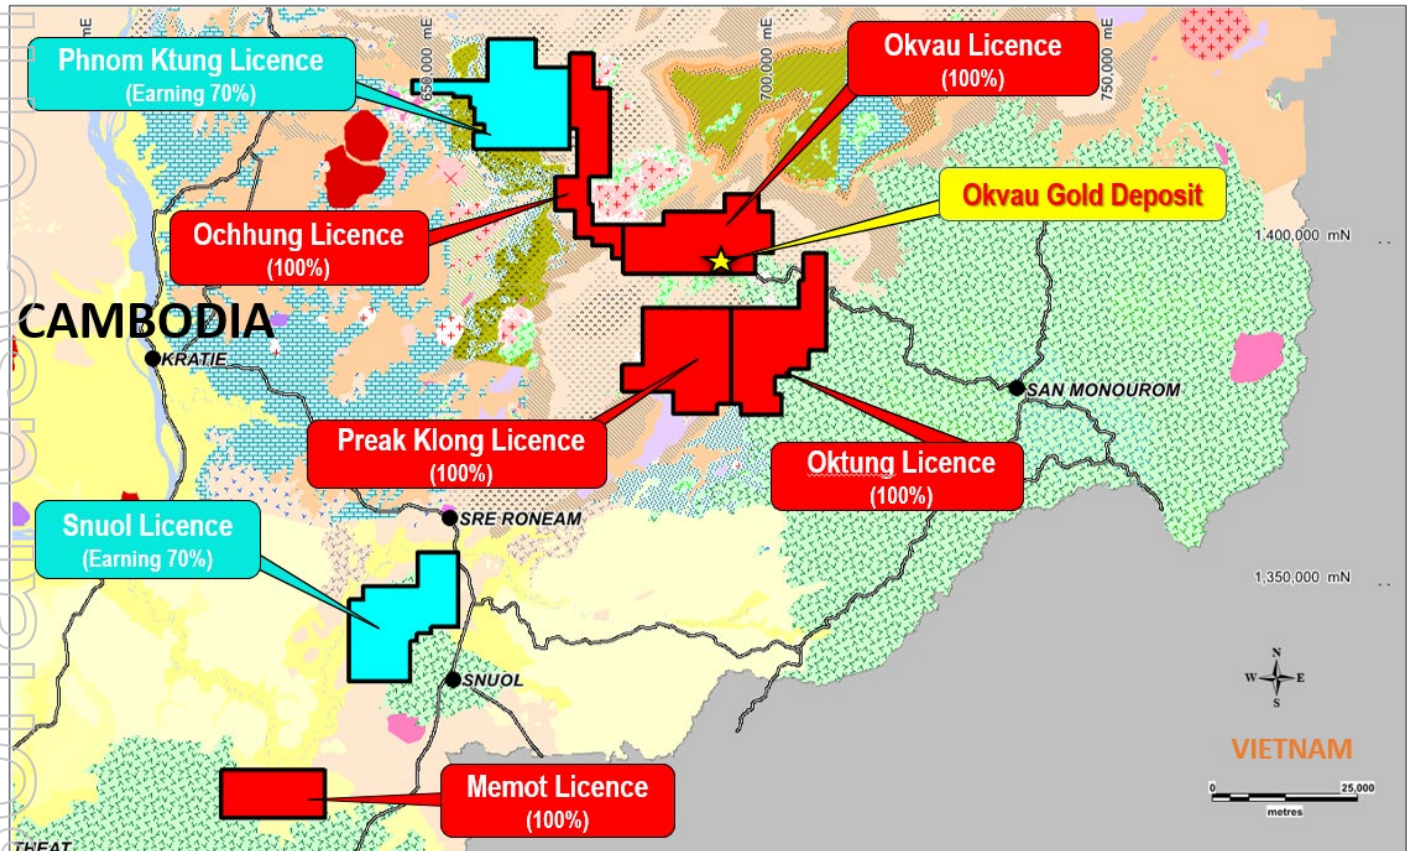 mE
650,000 mE
700,000 mE
750,000 mE
Phnom Ktung Licence
(Earning 70%)
Okvau Licence
(100%)
Okvau Gold Deposit
Ochhung Licence
(100%)
1,400,000 mN
CAMBODIA
KRATIE
SAN MONOUROM
Preak Klong Licence
(100%)
Oktung Licence
(100%)
Snuol Licence
(Earning 70%)
SRE RONEAM
1,350,000 mN
N
W E
S
SNUOL
VIETNAM
Memot Licence
(100%)
0 25,000
metres
THEAT